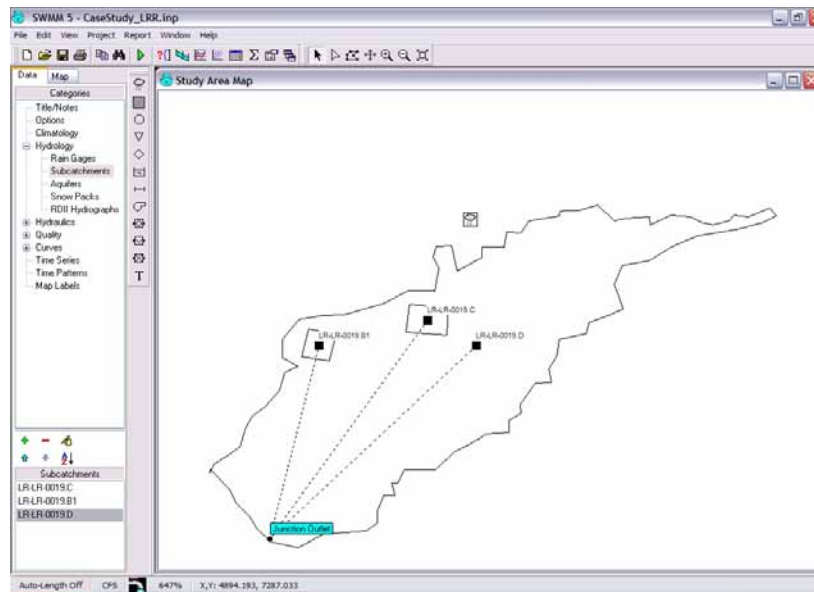 SWMM 5 - CaseStudy_LRR.inp
File Edit View Project Report Window Help
Data Map
Categories
Title/Notes
Options
Climatology
Hydrology
Rain Gages
Subcatchments
Aquifers
Snow Packs
RDII Hydrographs
Hydraulics
Quality
Curves
Time Series
Time Patterns
Map Labels
Subcatchments
LR-LR-0019.C
LR-LR-0019.B1
LR-LR-0019.D
T
Study Area Map
LR-LR-0019.C
LR-LR-0019.B1
LR-LR-0019.D
Junction Outlet
Auto-Length Off CFS 647% X,Y: 4894.193, 7287.033